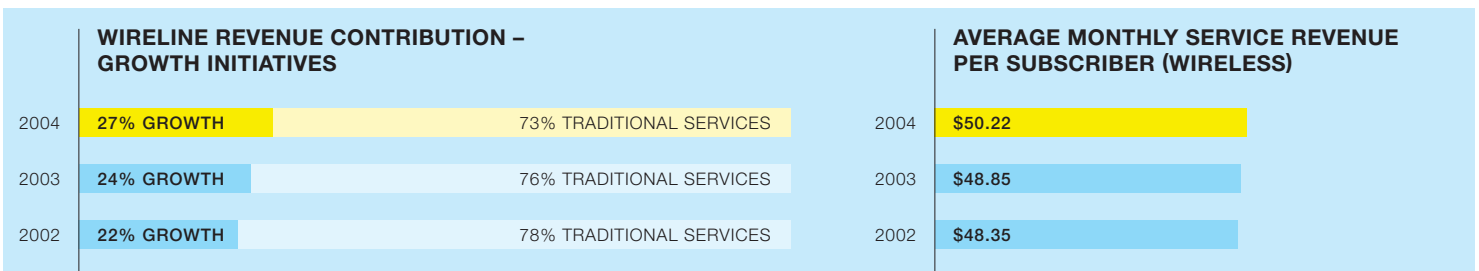 WIRELINE REVENUE CONTRIBUTION –
GROWTH INITIATIVES
2004 27% GROWTH 73% TRADITIONAL SERVICES
2003 24% GROWTH 76% TRADITIONAL SERVICES
2002 22% GROWTH 78% TRADITIONAL SERVICES
AVERAGE MONTHLY SERVICE REVENUE
PER SUBSCRIBER (WIRELESS)
2004 $50.22
2003 $48.85
2002 $48.35